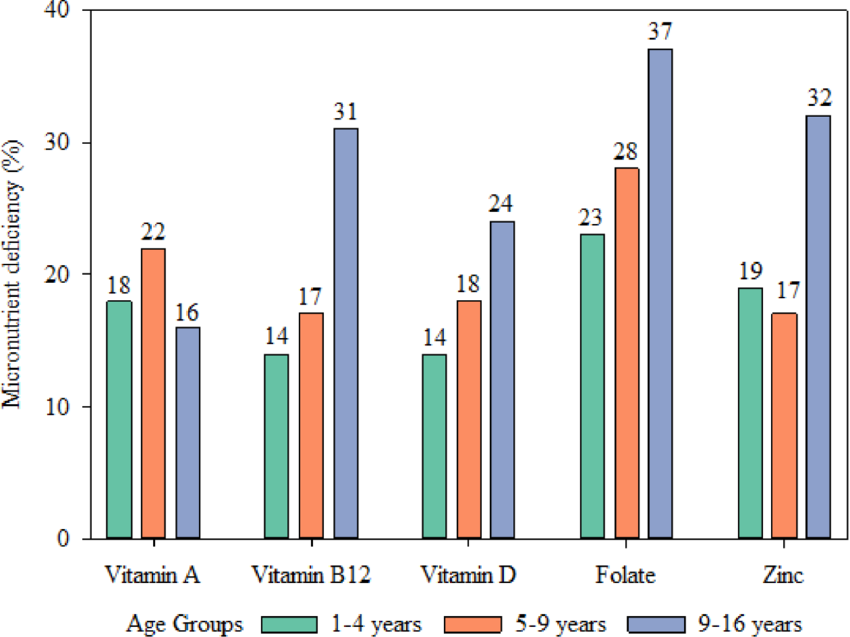 Micronutrient deficiency (%)
40
30
20
10
0
18
22
16
14
17
31
14
18
24
23
28
37
19
17
32
Vitamin A
Vitamin B12
Vitamin D
Folate
Zinc
Age Groups 1-4 years 5-9 years 9-16 years